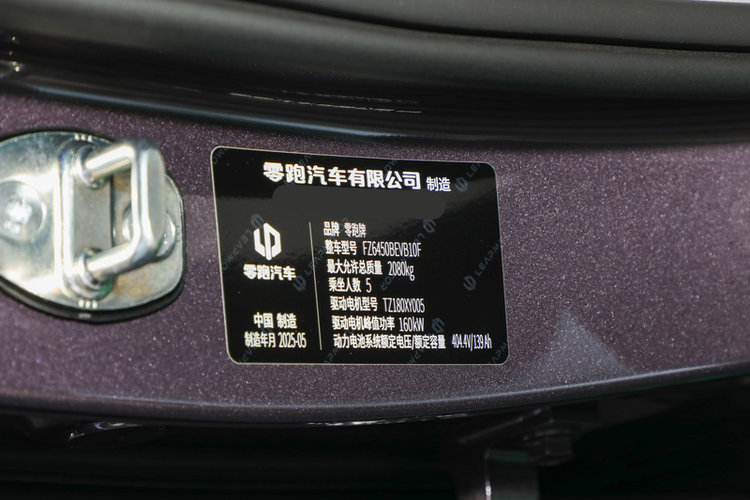 零跑汽车有限公司 制造
品牌 零跑牌
整车型号 FZ6450BEVB10F
最大允许总质量 2080kg
乘坐人数 5
驱动电机型号 TZ180XY005
驱动电机峰值功率 160kW
动力电池系统额定电压/额定容量 404.4V/139Ah
零跑汽车
中国 制造
制造年月 2025-05